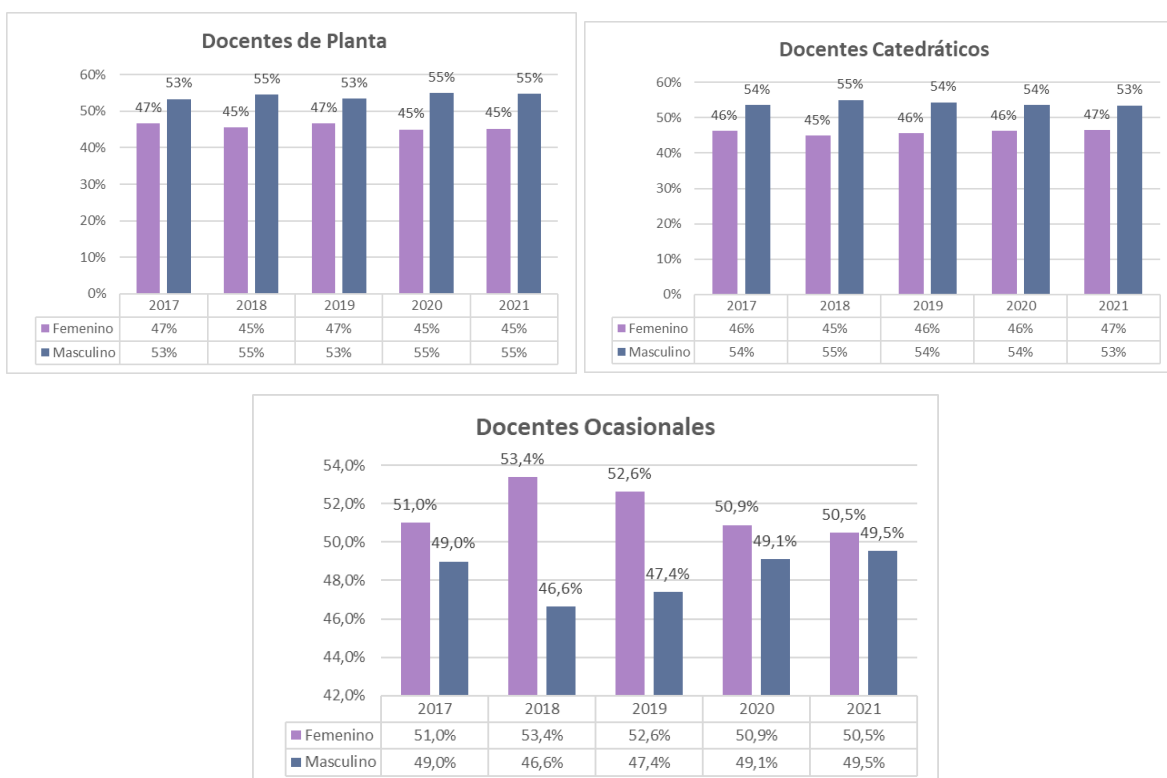 Docentes de Planta
60%
50%
40%
30%
20%
10%
0%
47% 53% 45% 55% 47% 53% 45% 55% 45% 55%
2017 2018 2019 2020 2021
Femenino 47% 45% 47% 45% 45%
Masculino 53% 55% 53% 55% 55%
Docentes Catedráticos
60%
50%
40%
30%
20%
10%
0%
46% 54% 45% 55% 46% 54% 46% 54% 47% 53%
2017 2018 2019 2020 2021
Femenino 46% 45% 46% 46% 47%
Masculino 54% 55% 54% 54% 53%
Docentes Ocasionales
54,0%
52,0%
50,0%
48,0%
46,0%
44,0%
42,0%
51,0% 49,0% 53,4% 46,6% 52,6% 47,4% 50,9% 49,1% 50,5% 49,5%
2017 2018 2019 2020 2021
Femenino 51,0% 53,4% 52,6% 50,9% 50,5%
Masculino 49,0% 46,6% 47,4% 49,1% 49,5%